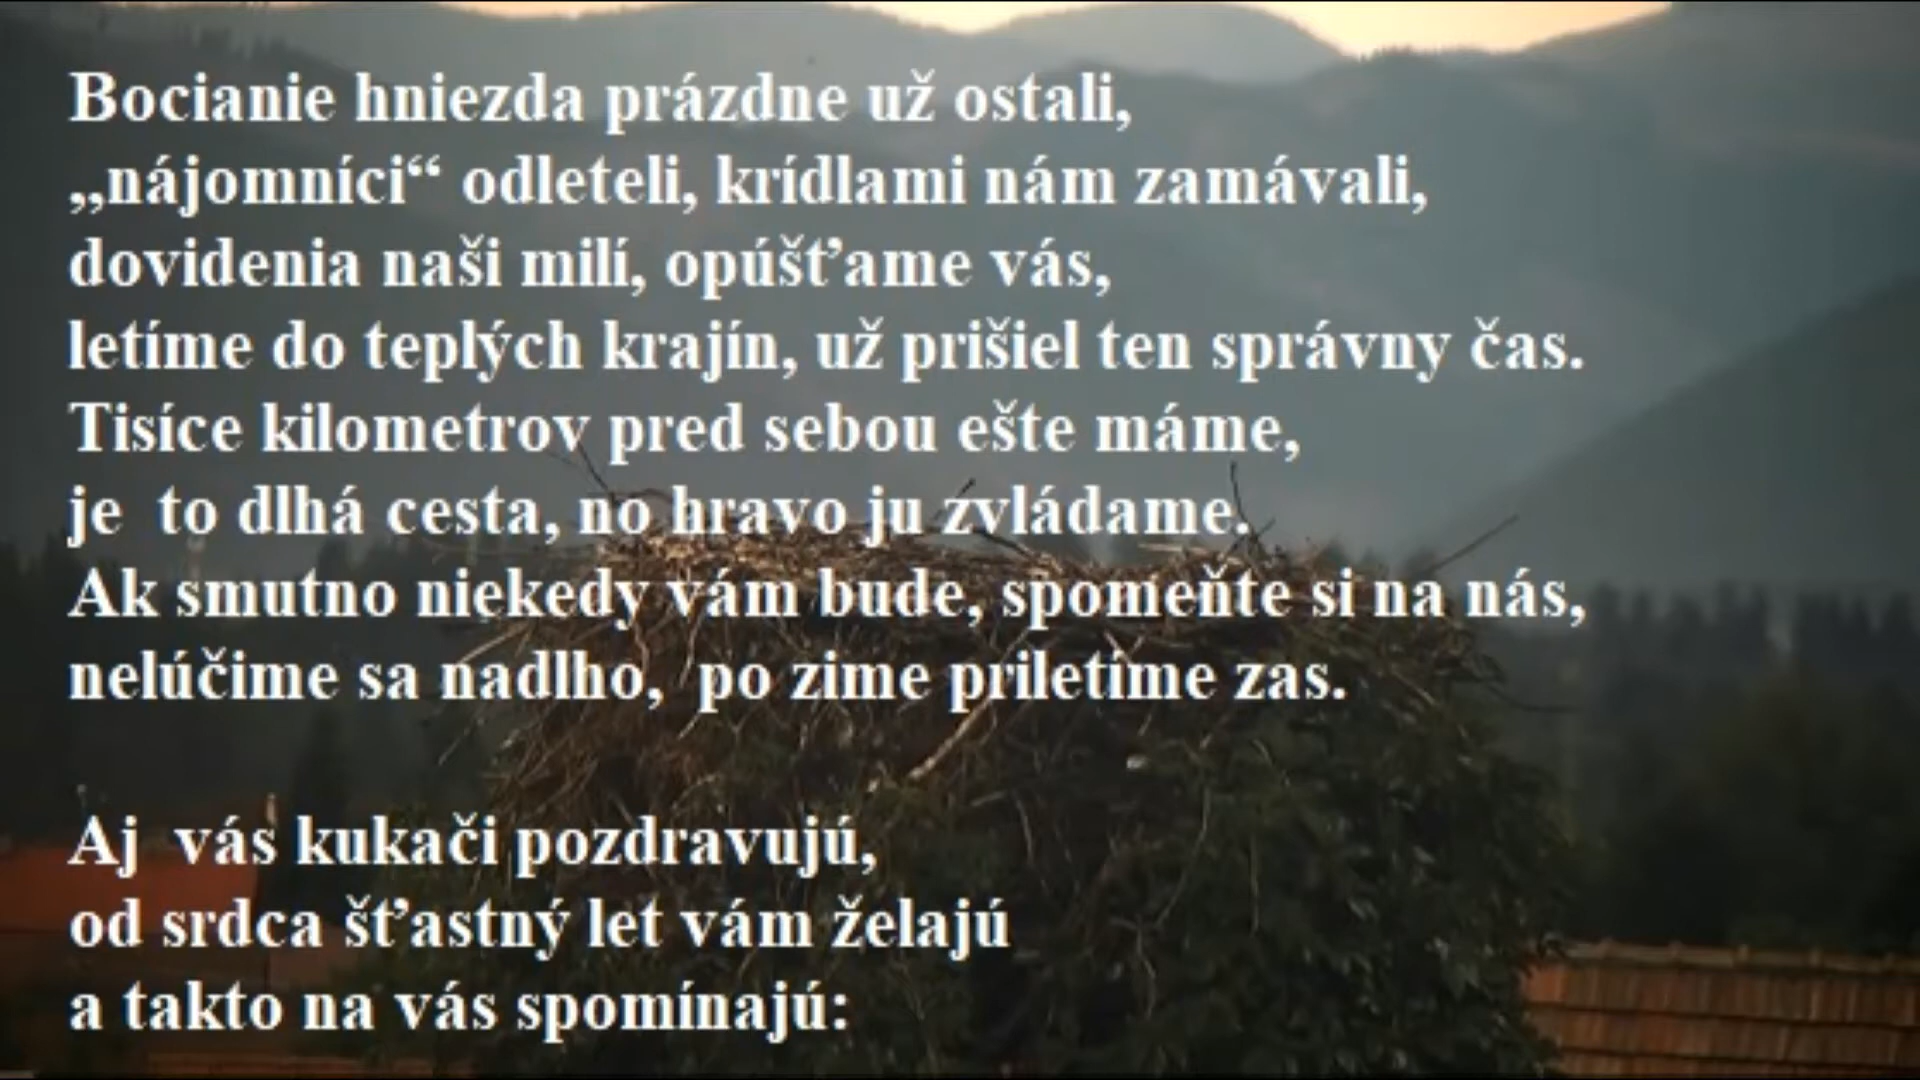 Bocianie hniezda prázdne už ostali,
„nájomníci“ odleteli, krídlami nám zamávali,
dovidenia naši milí, opúšťame vás,
letíme do teplých krajín, už prišiel ten správny čas.
Tisíce kilometrov pred sebou ešte máme,
je  to dlhá cesta, no hravo ju zvládame.
Ak smutno niekedy vám bude, spomeňte si na nás,
nelúčime sa nadlho,  po zime priletíme zas.
Aj  vás kukači pozdravujú,
od srdca šťastný let vám želajú
a takto na vás spomínajú: